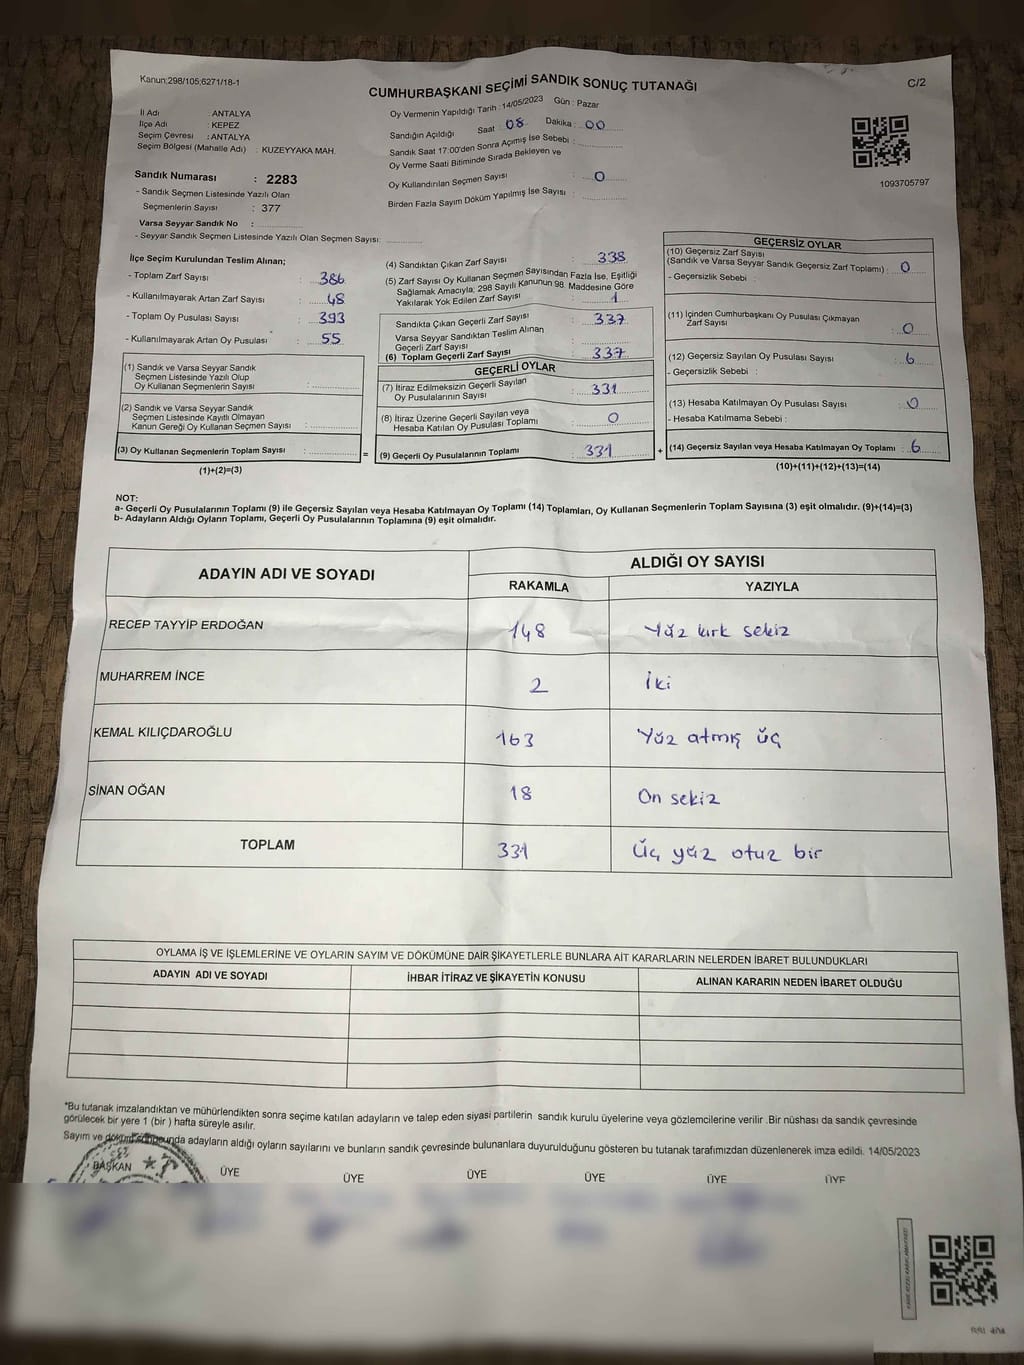 Kanun:298/105;6271/18-1
CUMHURBAŞKANI SEÇİMİ SANDIK SONUÇ TUTANAĞI
C/2
İl Adı : ANTALYA
İlçe Adı : KEPEZ
Seçim Çevresi : ANTALYA
Seçim Bölgesi (Mahalle Adı) : KUZEYYAKA MAH.
Sandık Numarası : 2283
- Sandık Seçmen Listesinde Yazılı Olan
Seçmenlerin Sayısı : 377
Varsa Seyyar Sandık No :
- Seyyar Sandık Seçmen Listesinde Yazılı Olan Seçmen Sayısı:
Oy Vermenin Yapıldığı Tarih : 14/05/2023 Gün : Pazar
Sandığın Açıldığı Saat : 08 Dakika : 00
Sandık Saat 17:00'den Sonra Açımış İse Sebebi :
Oy Verme Saati Bitiminde Sırada Bekleyen ve
Oy Kullandırılan Seçmen Sayısı : 0
Birden Fazla Sayım Döküm Yapılmış İse Sayısı :
1093705797
İlçe Seçim Kurulundan Teslim Alınan;
- Toplam Zarf Sayısı : 386
- Kullanılmayarak Artan Zarf Sayısı : 48
- Toplam Oy Pusulası Sayısı : 393
- Kullanılmayarak Artan Oy Pusulası : 55
(1) Sandık ve Varsa Seyyar Sandık
Seçmen Listesinde Yazılı Olup
Oy Kullanan Seçmenlerin Sayısı :
(2) Sandık ve Varsa Seyyar Sandık
Seçmen Listesinde Kayıtlı Olmayan
Kanun Gereği Oy Kullanan Seçmen Sayısı :
(3) Oy Kullanan Seçmenlerin Toplam Sayısı :
(1)+(2)=(3)
(4) Sandıktan Çıkan Zarf Sayısı : 338
(5) Zarf Sayısı Oy Kullanan Seçmen Sayısından Fazla İse, Eşitliği
Sağlamak Amacıyla; 298 Sayılı Kanunun 98. Maddesine Göre
Yakılarak Yok Edilen Zarf Sayısı : 1
Sandıkta Çıkan Geçerli Zarf Sayısı : 337
Varsa Seyyar Sandıktan Teslim Alınan
Geçerli Zarf Sayısı :
(6) Toplam Geçerli Zarf Sayısı : 337
GEÇERLİ OYLAR
(7) İtiraz Edilmeksizin Geçerli Sayılan
Oy Pusulalarının Sayısı : 331
(8) İtiraz Üzerine Geçerli Sayılan veya
Hesaba Katılan Oy Pusulası Toplamı : 0
= (9) Geçerli Oy Pusulalarının Toplamı : 331 +
GEÇERSİZ OYLAR
(10) Geçersiz Zarf Sayısı
(Sandık ve Varsa Seyyar Sandık Geçersiz Zarf Toplamı) : 0
- Geçersizlik Sebebi :
(11) İçinden Cumhurbaşkanı Oy Pusulası Çıkmayan
Zarf Sayısı : 0
(12) Geçersiz Sayılan Oy Pusulası Sayısı : 6
- Geçersizlik Sebebi :
(13) Hesaba Katılmayan Oy Pusulası Sayısı : 0
- Hesaba Katılmama Sebebi :
(14) Geçersiz Sayılan veya Hesaba Katılmayan Oy Toplamı : 6
(10)+(11)+(12)+(13)=(14)
NOT:
a- Geçerli Oy Pusulalarının Toplamı (9) ile Geçersiz Sayılan veya Hesaba Katılmayan Oy Toplamı (14) Toplamları, Oy Kullanan Seçmenlerin Toplam Sayısına (3) eşit olmalıdır. (9)+(14)=(3)
b- Adayların Aldığı Oyların Toplamı, Geçerli Oy Pusulalarının Toplamına (9) eşit olmalıdır.
ADAYIN ADI VE SOYADI ALDIĞI OY SAYISI
RAKAMLA YAZIYLA
RECEP TAYYİP ERDOĞAN 148 Yüz kırk sekiz
MUHARREM İNCE 2 İki
KEMAL KILIÇDAROĞLU 163 Yüz atmış üç
SİNAN OĞAN 18 On sekiz
TOPLAM 331 Üç yüz otuz bir
OYLAMA İŞ VE İŞLEMLERİNE VE OYLARIN SAYIM VE DÖKÜMÜNE DAİR ŞİKAYETLERLE BUNLARA AİT KARARLARIN NELERDEN İBARET BULUNDUKLARI
ADAYIN ADI VE SOYADI İHBAR İTİRAZ VE ŞİKAYETİN KONUSU ALINAN KARARIN NEDEN İBARET OLDUĞU
*Bu tutanak imzalandıktan ve mühürlendikten sonra seçime katılan adayların ve talep eden siyasi partilerin sandık kurulu üyelerine veya gözlemcilerine verilir. Bir nüshası da sandık çevresinde
görülecek bir yere 1 (bir ) hafta süreyle asılır.
Sayım ve döküm sonucunda adayların aldığı oyların sayılarını ve bunların sandık çevresinde bulunanlara duyurulduğunu gösteren bu tutanak tarafımızdan düzenlenerek imza edildi. 14/05/2023
BAŞKAN ÜYE ÜYE ÜYE ÜYE ÜYE ÜYE